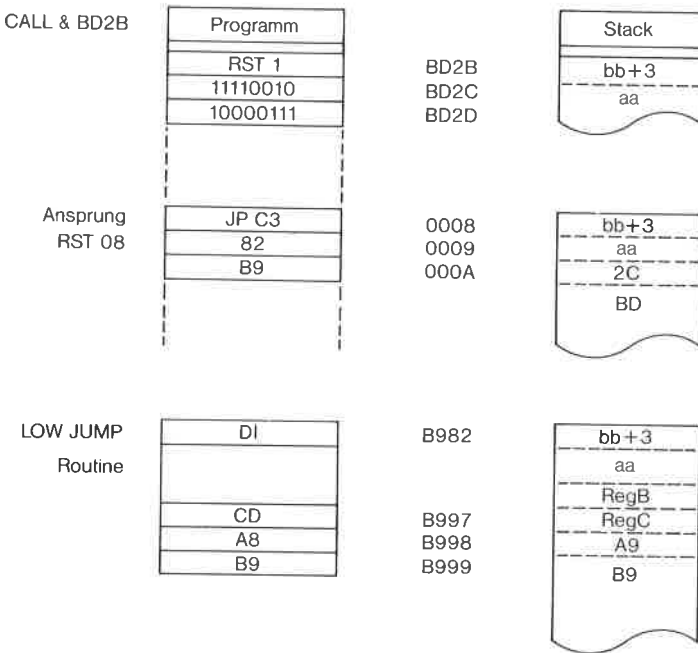 CALL & BD2B
Programm
Stack
RST 1 BD2B bb+3
11110010 BD2C aa
10000111 BD2D
Ansprung JP C3 0008 bb+3
RST 08 82 0009 aa
B9 000A 2C
BD
LOW JUMP DI B982 bb+3
Routine aa
RegB
CD B997 RegC
A8 B998 A9
B9 B999 B9